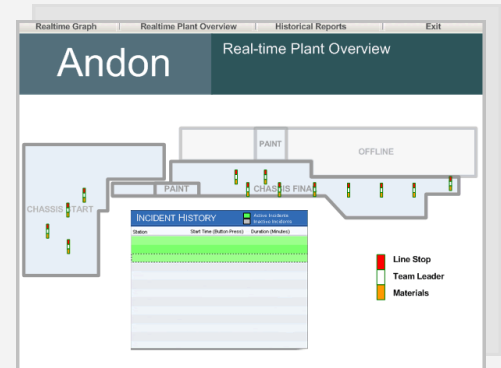 Realtime Graph | Realtime Plant Overview | Historical Reports | Exit
Andon
Real-time Plant Overview
PAINT
OFFLINE
PAINT
CHASSIS FINAL
CHASSIS START
INCIDENT HISTORY
Active Incidents
Inactive Incidents
Station Start Time (Button Press) Duration (Minutes)
Line Stop
Team Leader
Materials